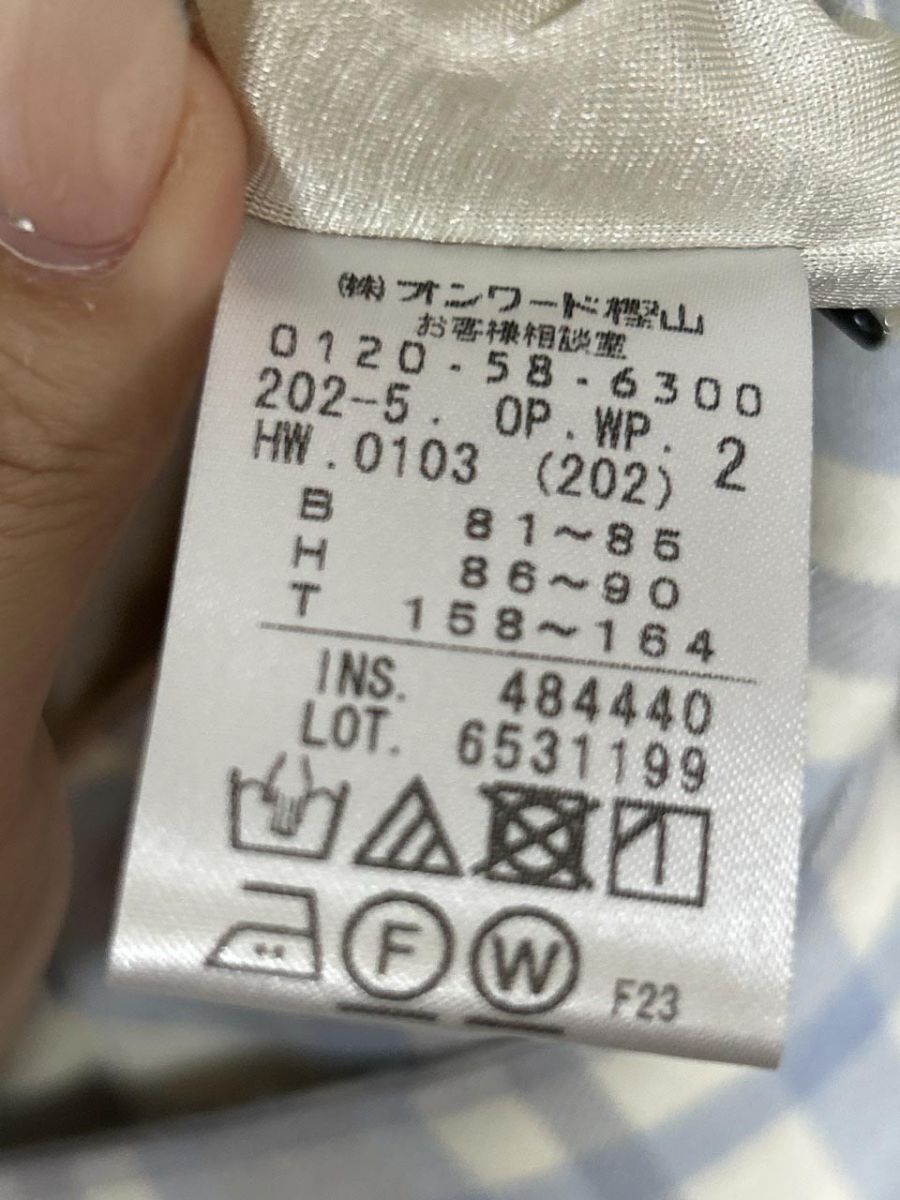 ㈱オンワード樫山
お客様相談室
0120-58-6300
202-5. OP.WP. 2
HW.0103 (202)
B 81～85
H 86～90
T 158～164
INS. 484440
LOT. 6531199
F W F23